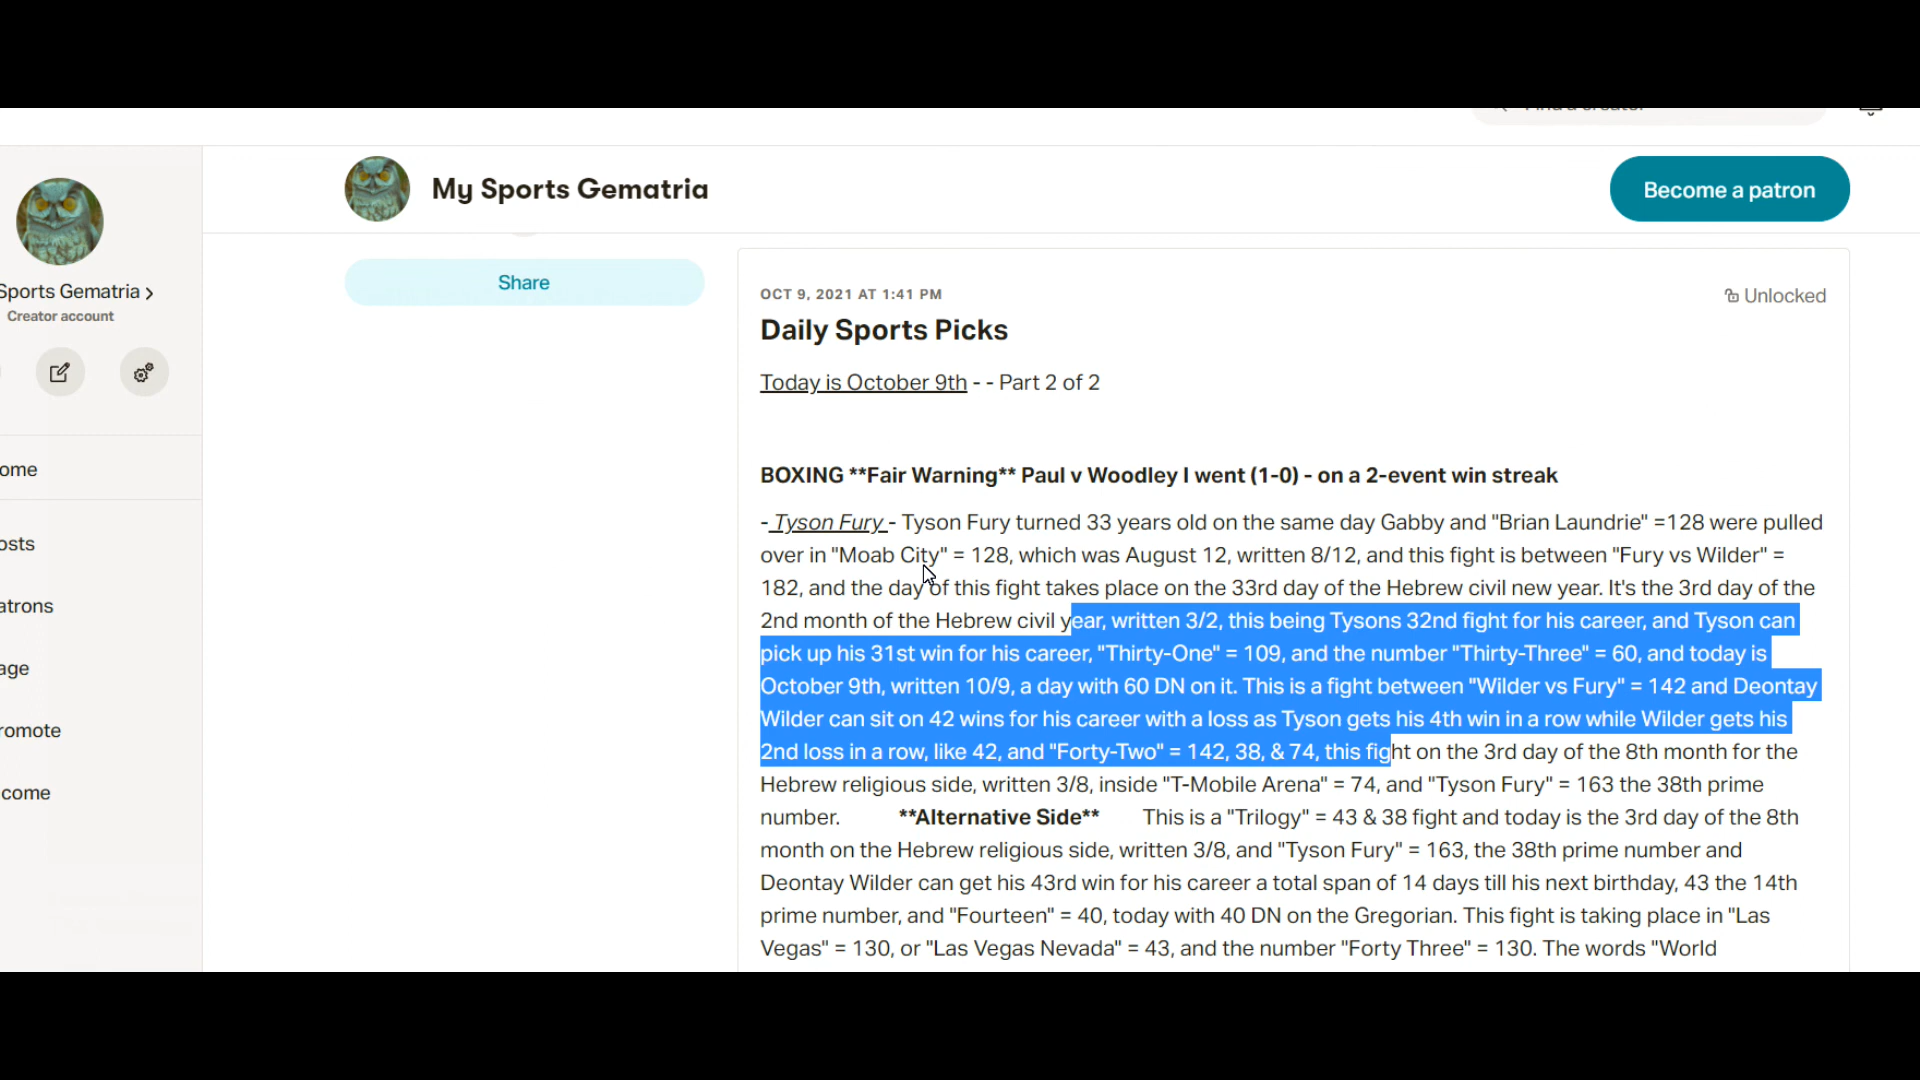 Find a creator
My Sports Gematria
Become a patron
Share
Sports Gematria
Creator account
ome
osts
atrons
age
romote
come
OCT 9, 2021 AT 1:41 PM
Unlocked
Daily Sports Picks
Today is October 9th - - Part 2 of 2
BOXING **Fair Warning** Paul v Woodley I went (1-0) - on a 2-event win streak
- Tyson Fury - Tyson Fury turned 33 years old on the same day Gabby and "Brian Laundrie" =128 were pulled
over in "Moab City" = 128, which was August 12, written 8/12, and this fight is between "Fury vs Wilder" =
182, and the day of this fight takes place on the 33rd day of the Hebrew civil new year. It's the 3rd day of the
2nd month of the Hebrew civil year, written 3/2, this being Tysons 32nd fight for his career, and Tyson can
pick up his 31st win for his career, "Thirty-One" = 109, and the number "Thirty-Three" = 60, and today is
October 9th, written 10/9, a day with 60 DN on it. This is a fight between "Wilder vs Fury" = 142 and Deontay
Wilder can sit on 42 wins for his career with a loss as Tyson gets his 4th win in a row while Wilder gets his
2nd loss in a row, like 42, and "Forty-Two" = 142, 38, & 74, this fight on the 3rd day of the 8th month for the
Hebrew religious side, written 3/8, inside "T-Mobile Arena" = 74, and "Tyson Fury" = 163 the 38th prime
number. **Alternative Side** This is a "Trilogy" = 43 & 38 fight and today is the 3rd day of the 8th
month on the Hebrew religious side, written 3/8, and "Tyson Fury" = 163, the 38th prime number and
Deontay Wilder can get his 43rd win for his career a total span of 14 days till his next birthday, 43 the 14th
prime number, and "Fourteen" = 40, today with 40 DN on the Gregorian. This fight is taking place in "Las
Vegas" = 130, or "Las Vegas Nevada" = 43, and the number "Forty Three" = 130. The words "World